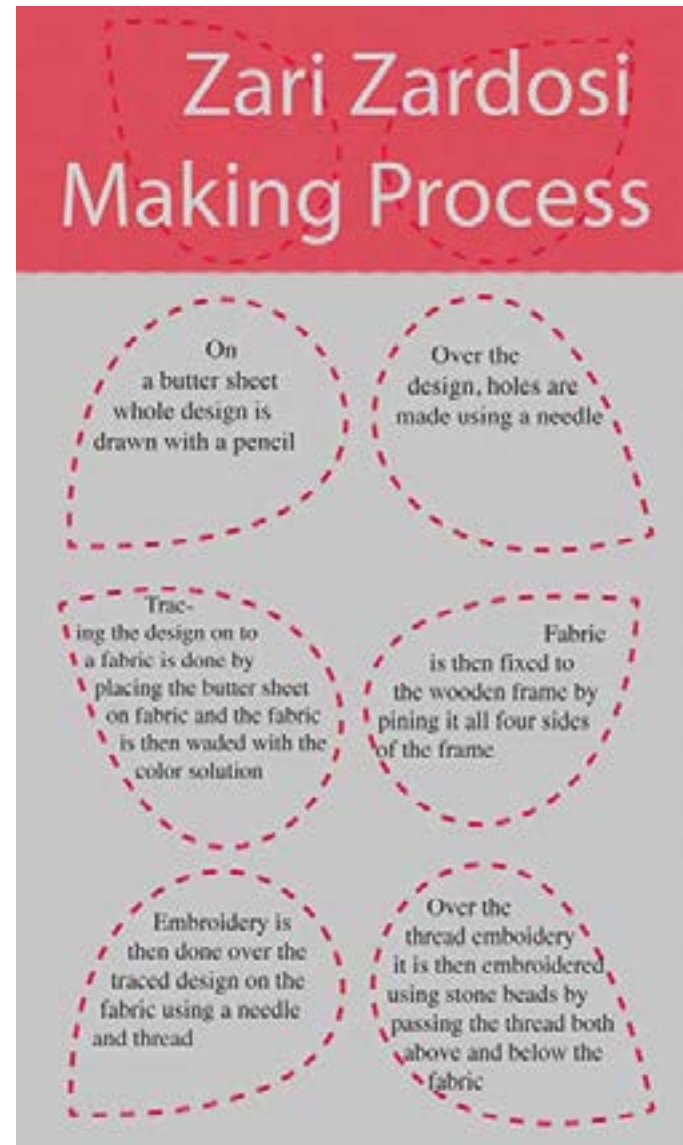 Zari Zardosi
Making Process
On
a butter sheet
whole design is
drawn with a pencil
Over the
design, holes are
made using a needle
Trac-
ing the design on to
a fabric is done by
placing the butter sheet
on fabric and the fabric
is then waded with the
color solution
Fabric
is then fixed to
the wooden frame by
pining it all four sides
of the frame
Embroidery is
then done over the
traced design on the
fabric using a needle
and thread
Over the
thread emboidery
it is then embroidered
using stone beads by
passing the thread both
above and below the
fabric